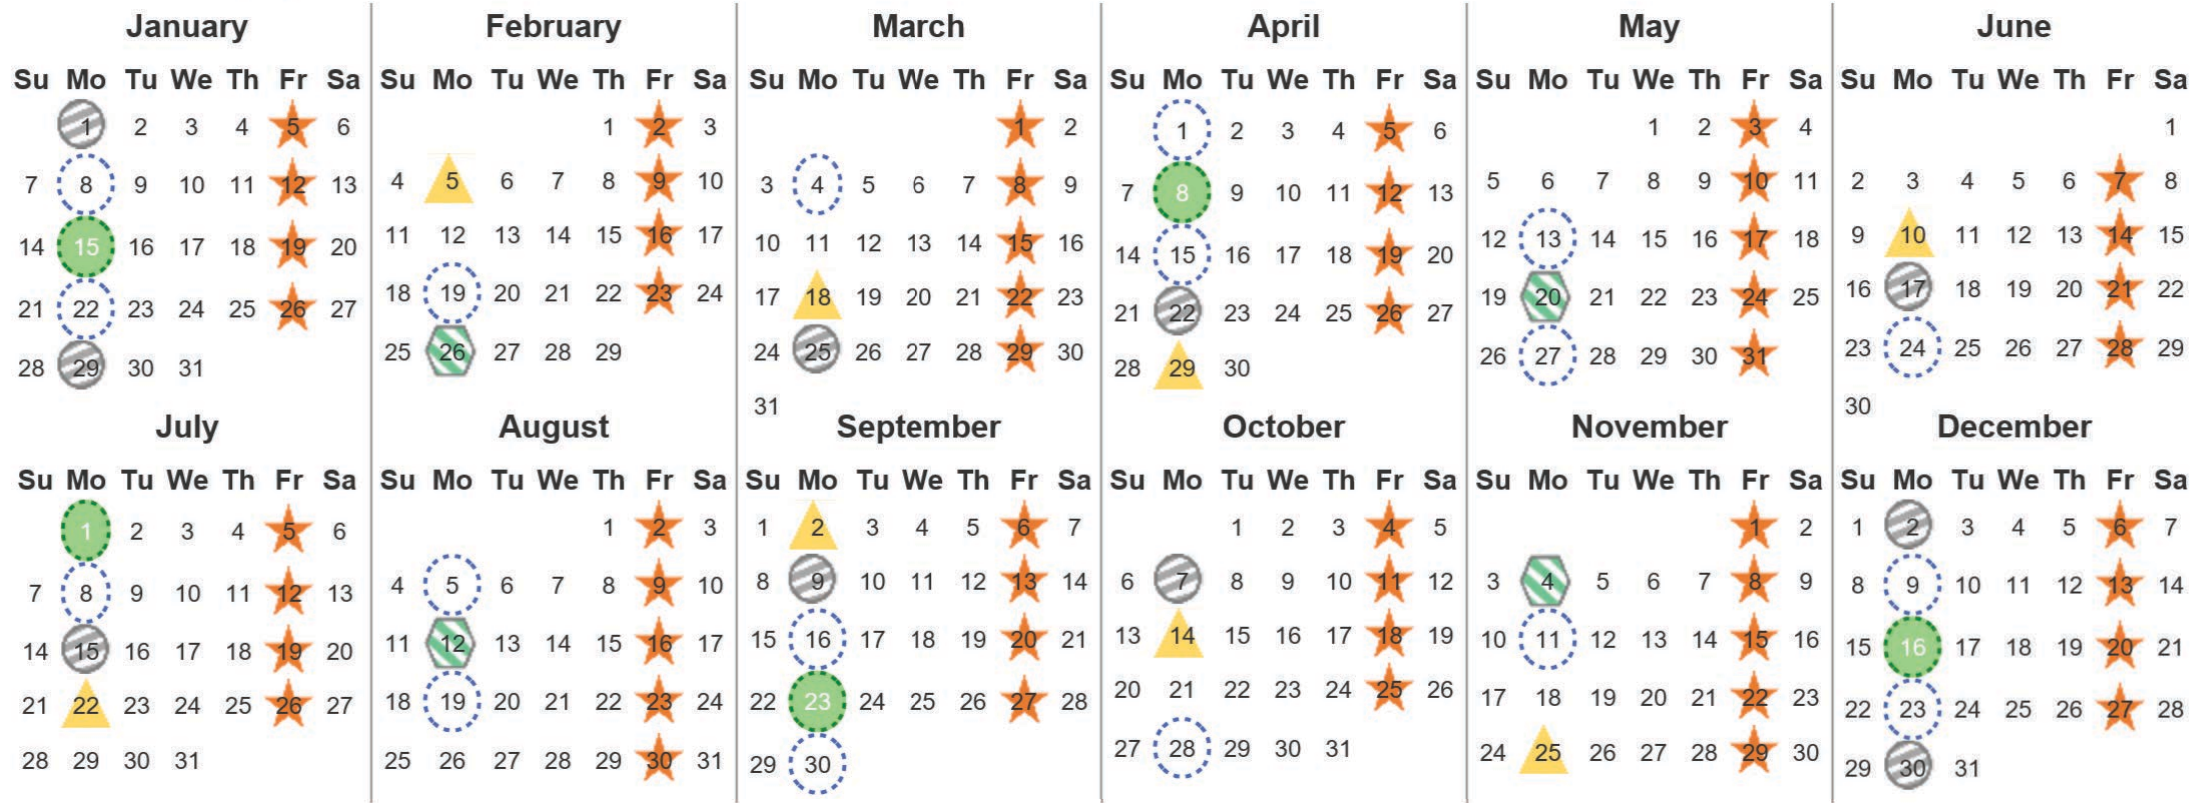 January February March April May June
Su Mo Tu We Th Fr Sa Su Mo Tu We Th Fr Sa Su Mo Tu We Th Fr Sa Su Mo Tu We Th Fr Sa Su Mo Tu We Th Fr Sa Su Mo Tu We Th Fr Sa
1 2 3 4 5 6 1 2 3 1 2 1 2 3 4 5 6 1 2 3 4 1
7 8 9 10 11 12 13 4 5 6 7 8 9 10 3 4 5 6 7 8 9 7 8 9 10 11 12 13 5 6 7 8 9 10 11 2 3 4 5 6 7 8
14 15 16 17 18 19 20 11 12 13 14 15 16 17 10 11 12 13 14 15 16 14 15 16 17 18 19 20 12 13 14 15 16 17 18 9 10 11 12 13 14 15
21 22 23 24 25 26 27 18 19 20 21 22 23 24 17 18 19 20 21 22 23 21 22 23 24 25 26 27 19 20 21 22 23 24 25 16 17 18 19 20 21 22
28 29 30 31 25 26 27 28 29 24 25 26 27 28 29 30 28 29 30 26 27 28 29 30 31 23 24 25 26 27 28 29
31 30
July August September October November December
Su Mo Tu We Th Fr Sa Su Mo Tu We Th Fr Sa Su Mo Tu We Th Fr Sa Su Mo Tu We Th Fr Sa Su Mo Tu We Th Fr Sa Su Mo Tu We Th Fr Sa
1 2 3 4 5 6 1 2 3 1 2 3 4 5 6 7 1 2 3 4 5 1 2 1 2 3 4 5 6 7
7 8 9 10 11 12 13 4 5 6 7 8 9 10 8 9 10 11 12 13 14 6 7 8 9 10 11 12 3 4 5 6 7 8 9 8 9 10 11 12 13 14
14 15 16 17 18 19 20 11 12 13 14 15 16 17 15 16 17 18 19 20 21 13 14 15 16 17 18 19 10 11 12 13 14 15 16 15 16 17 18 19 20 21
21 22 23 24 25 26 27 18 19 20 21 22 23 24 22 23 24 25 26 27 28 20 21 22 23 24 25 26 17 18 19 20 21 22 23 22 23 24 25 26 27 28
28 29 30 31 25 26 27 28 29 30 31 29 30 27 28 29 30 31 24 25 26 27 28 29 30 29 30 31